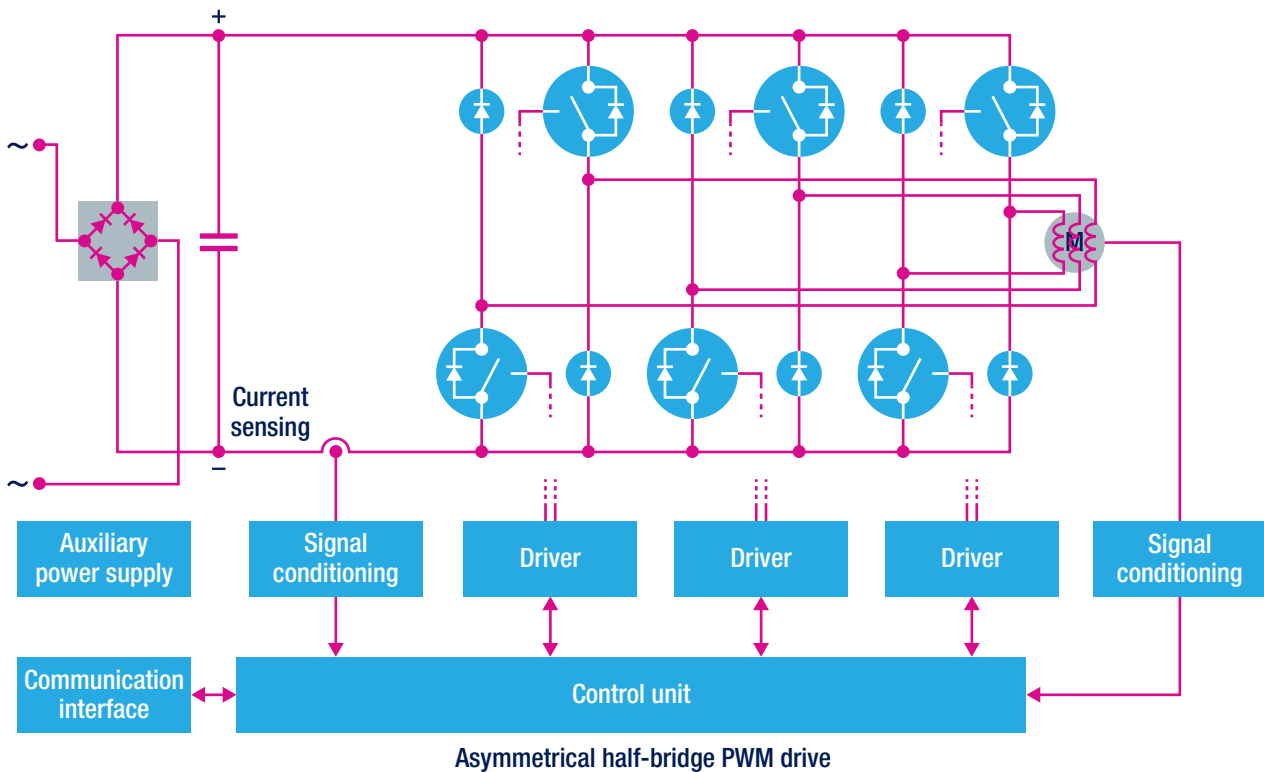 +
~
M
Current
sensing
–
~
Auxiliary
power supply
Signal
conditioning
Driver
Driver
Driver
Signal
conditioning
Communication
interface
Control unit
Asymmetrical half-bridge PWM drive